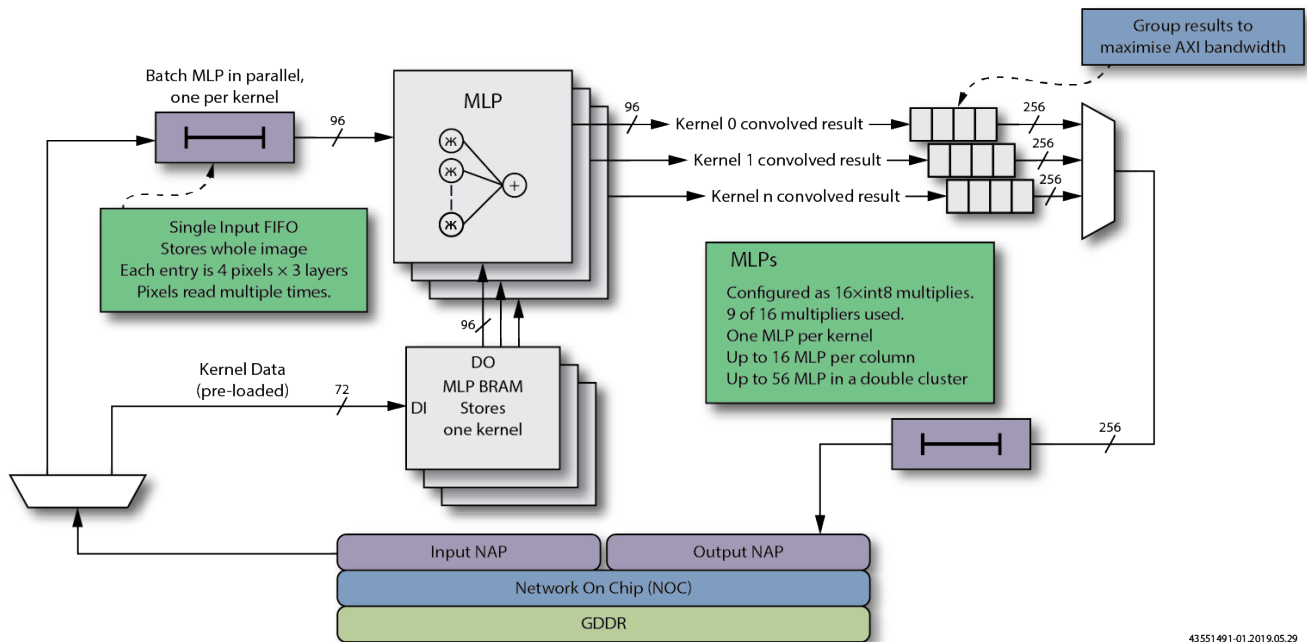 Group results to
maximise AXI bandwidth
Batch MLP in parallel,
one per kernel
96
MLP
ж
ж
ж
+
96
Kernel 0 convolved result
256
Kernel 1 convolved result
256
Kernel n convolved result
256
Single Input FIFO
Stores whole image
Each entry is 4 pixels × 3 layers
Pixels read multiple times.
MLPs
Configured as 16×int8 multiplies.
9 of 16 multipliers used.
One MLP per kernel
Up to 16 MLP per column
Up to 56 MLP in a double cluster
96
Kernel Data
(pre-loaded)
72
DO
MLP BRAM
DI
Stores
one kernel
256
Input NAP
Output NAP
Network On Chip (NOC)
GDDR
43551491-01.2019.05.29